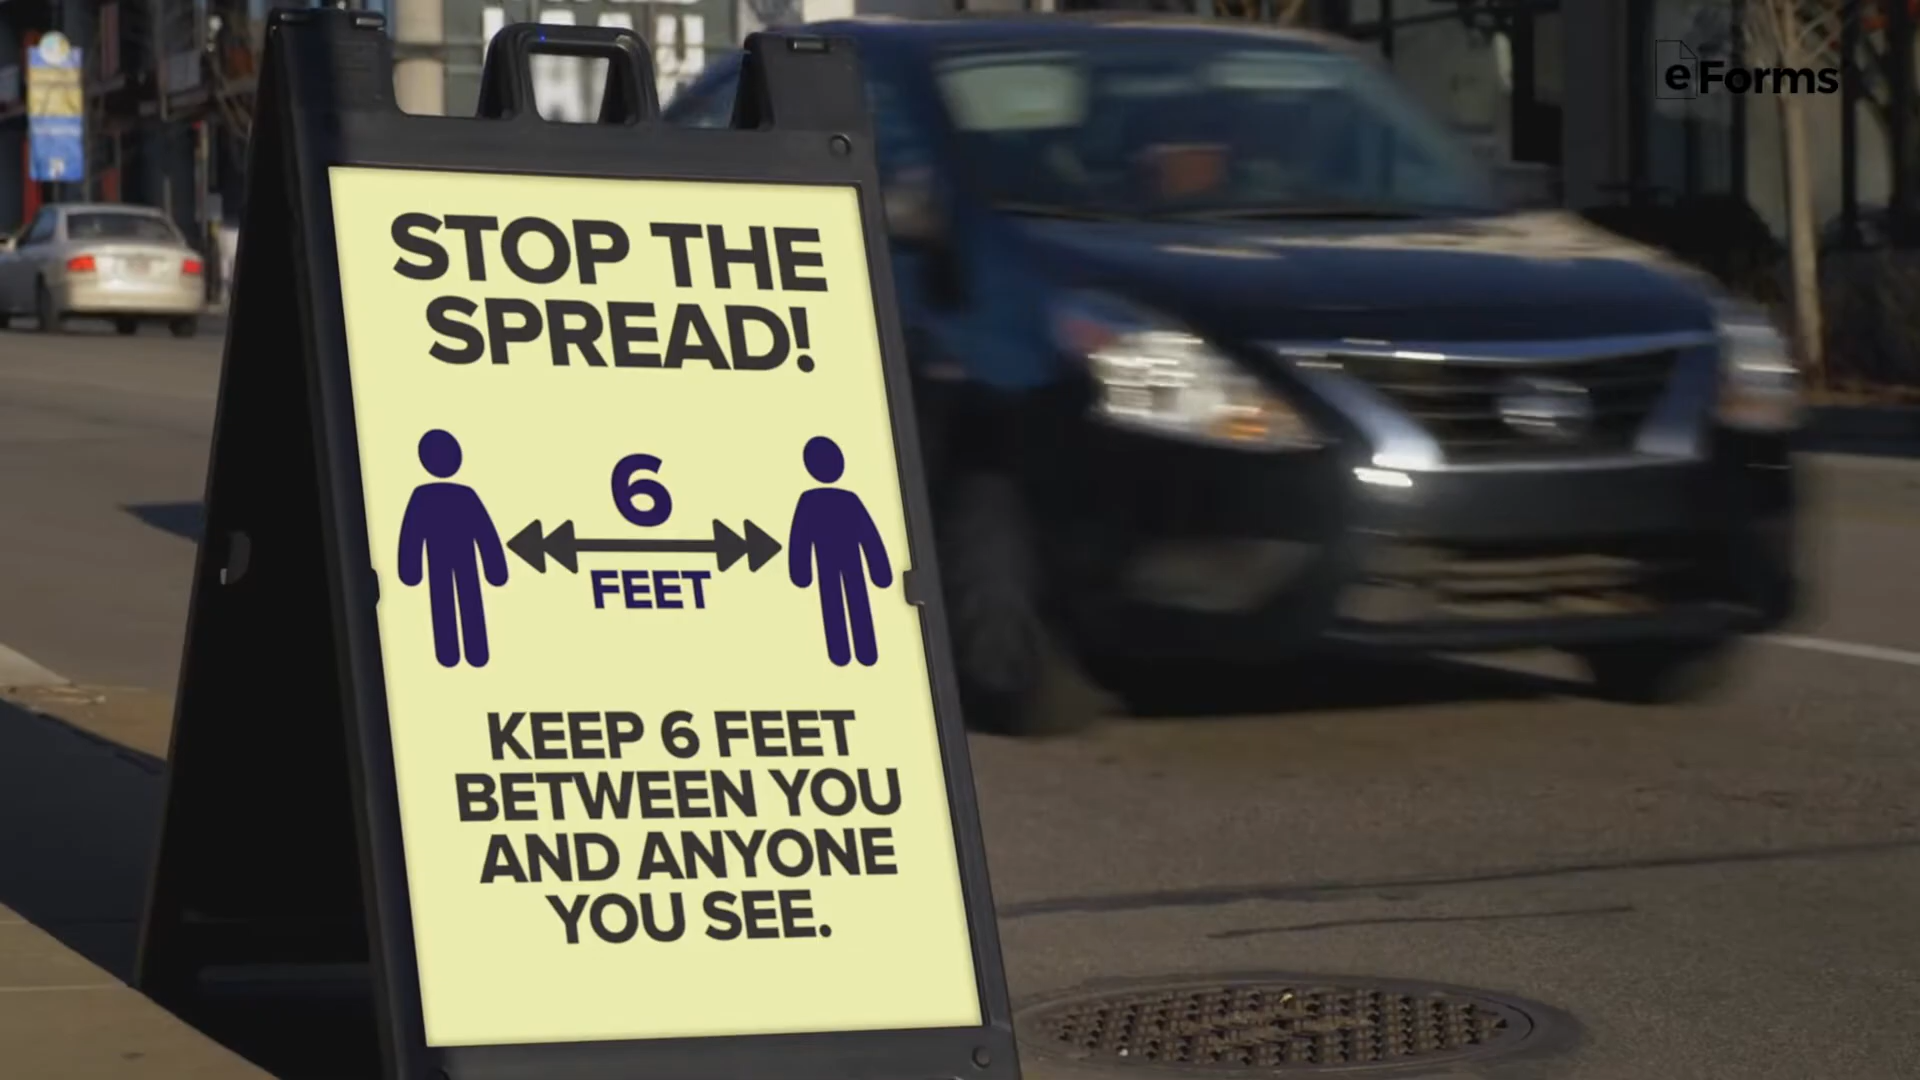 eForms
STOP THE
SPREAD!
6
FEET
KEEP 6 FEET
BETWEEN YOU
AND ANYONE
YOU SEE.